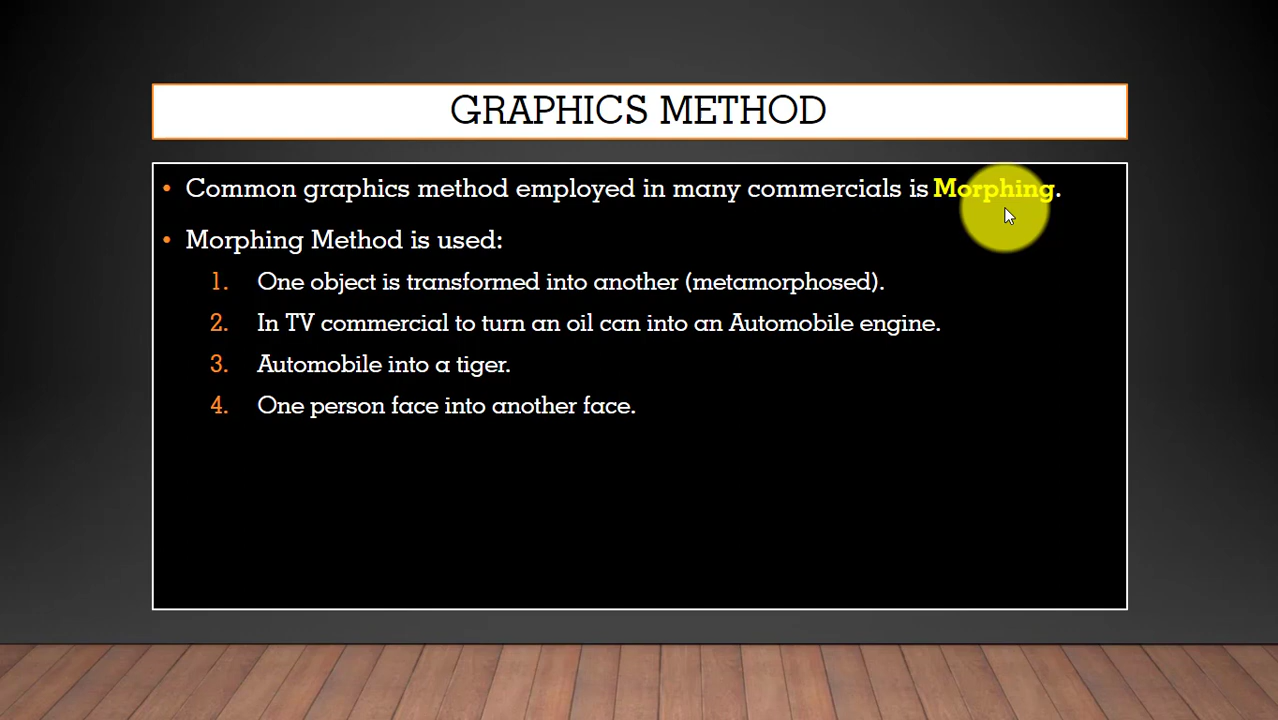 GRAPHICS METHOD
• Common graphics method employed in many commercials is Morphing.
• Morphing Method is used:
1. One object is transformed into another (metamorphosed).
2. In TV commercial to turn an oil can into an Automobile engine.
3. Automobile into a tiger.
4. One person face into another face.